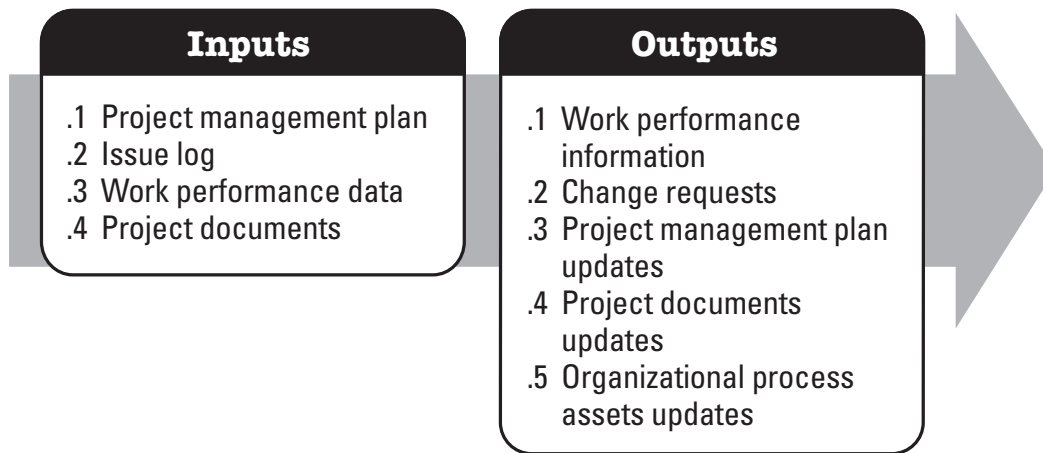 Inputs
.1 Project management plan
.2 Issue log
.3 Work performance data
.4 Project documents
Outputs
.1 Work performance
information
.2 Change requests
.3 Project management plan
updates
.4 Project documents
updates
.5 Organizational process
assets updates